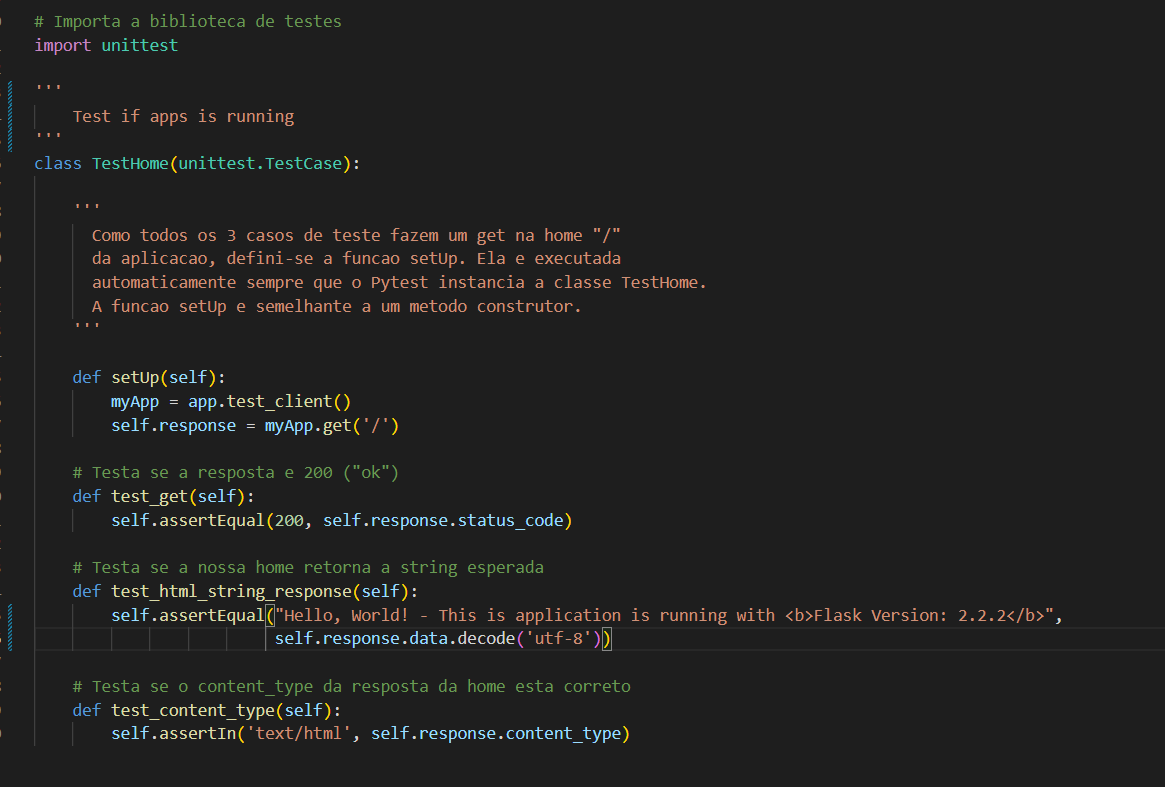 # Importa a biblioteca de testes
import unittest
'''
    Test if apps is running
'''
class TestHome(unittest.TestCase):
    '''
      Como todos os 3 casos de teste fazem um get na home "/"
      da aplicacao, defini-se a funcao setUp. Ela e executada
      automaticamente sempre que o Pytest instancia a classe TestHome.
      A funcao setUp e semelhante a um metodo construtor.
    '''
    def setUp(self):
        myApp = app.test_client()
        self.response = myApp.get('/')
    # Testa se a resposta e 200 ("ok")
    def test_get(self):
        self.assertEqual(200, self.response.status_code)
    # Testa se a nossa home retorna a string esperada
    def test_html_string_response(self):
        self.assertEqual("Hello, World! - This is application is running with <b>Flask Version: 2.2.2</b>",
                         self.response.data.decode('utf-8'))
    # Testa se o content_type da resposta da home esta correto
    def test_content_type(self):
        self.assertIn('text/html', self.response.content_type)